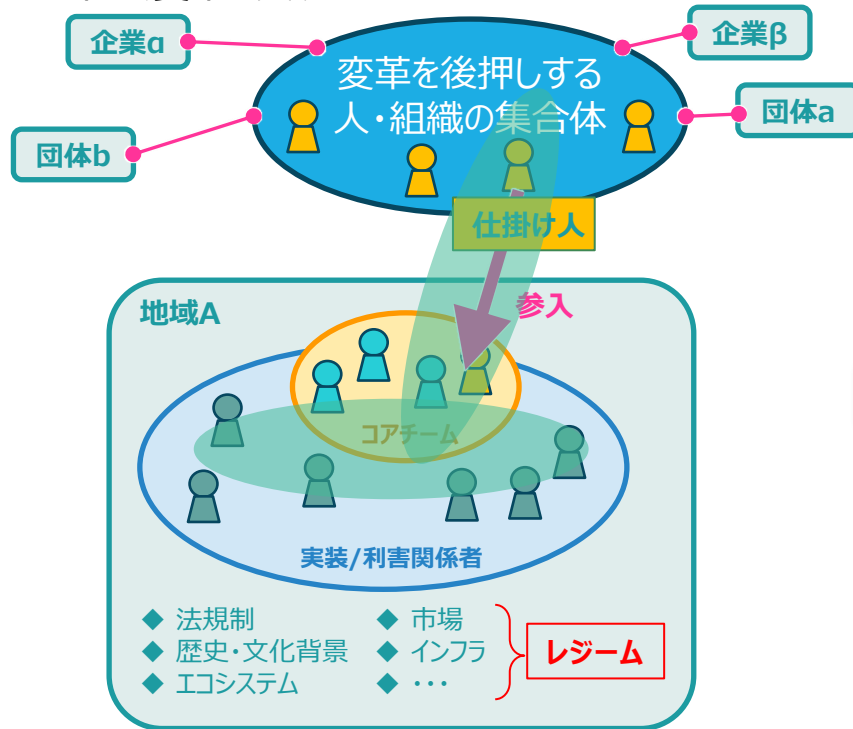 企業α
企業β
変革を後押しする
人・組織の集合体
団体a
団体b
仕掛け人
地域A
参入
コアチーム
実装/利害関係者
◆ 法規制
◆ 歴史・文化背景
◆ エコシステム
◆ 市場
◆ インフラ
◆ ・・・
レジーム